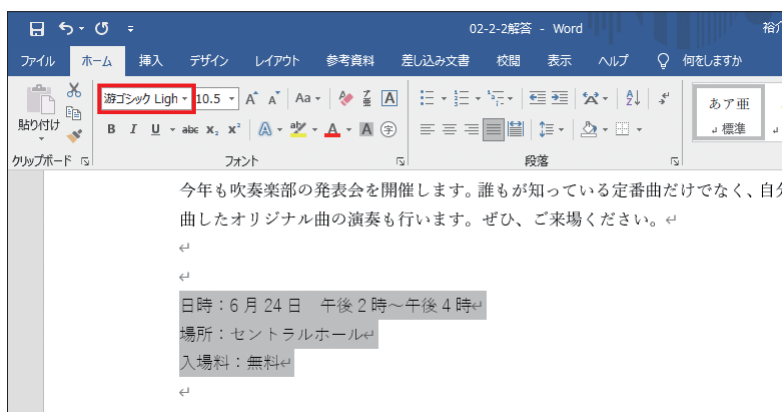 02-2-2解答 - Word
ファイル ホーム 挿入 デザイン レイアウト 参考資料 差し込み文書 校閲 表示 ヘルプ 何をしますか
游ゴシック Ligh 10.5 A A Aa A
あア亜
貼り付け B I U abc X₂ X² A A A 字
↲ 標準
クリップボード フォント 段落
今年も吹奏楽部の発表会を開催します。誰もが知っている定番曲だけでなく、自
曲したオリジナル曲の演奏も行います。ぜひ、ご来場ください。↵
↵
↵
日時：6 月 24 日　午後 2 時～午後 4 時↵
場所：セントラルホール↵
入場料：無料↵
↵